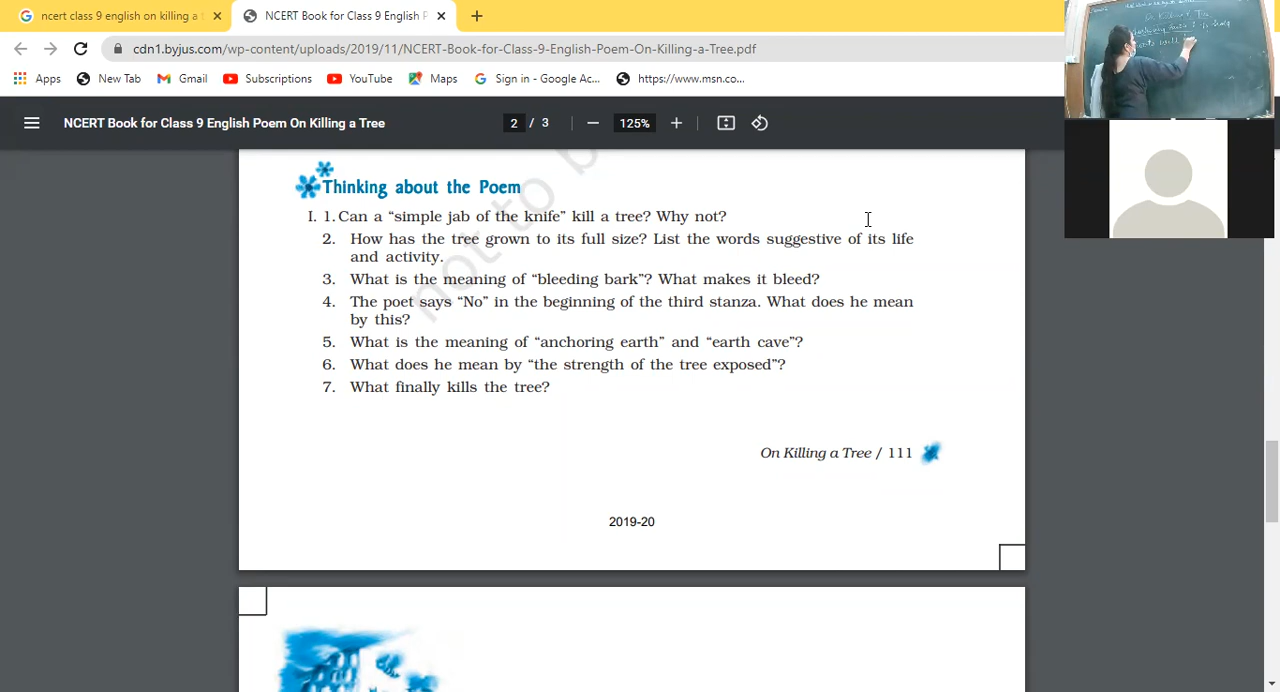 ncert class 9 english on killing a t
NCERT Book for Class 9 English P
cdn1.byjus.com/wp-content/uploads/2019/11/NCERT-Book-for-Class-9-English-Poem-On-Killing-a-Tree.pdf
Apps New Tab Gmail Subscriptions YouTube Maps Sign in - Google Ac... https://www.msn.co...
NCERT Book for Class 9 English Poem On Killing a Tree 2 / 3 125%
not to b
Thinking about the Poem
I. 1. Can a “simple jab of the knife” kill a tree? Why not?
2. How has the tree grown to its full size? List the words suggestive of its life
and activity.
3. What is the meaning of “bleeding bark”? What makes it bleed?
4. The poet says “No” in the beginning of the third stanza. What does he mean
by this?
5. What is the meaning of “anchoring earth” and “earth cave”?
6. What does he mean by “the strength of the tree exposed”?
7. What finally kills the tree?
On Killing a Tree / 111
2019-20